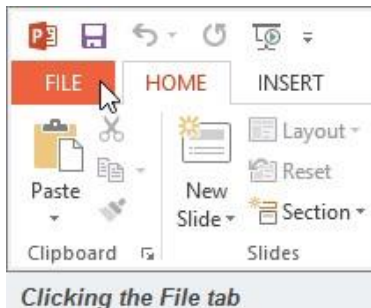 FILE HOME INSERT
Paste
New
Slide
Layout
Reset
Section
Clipboard Slides
Clicking the File tab